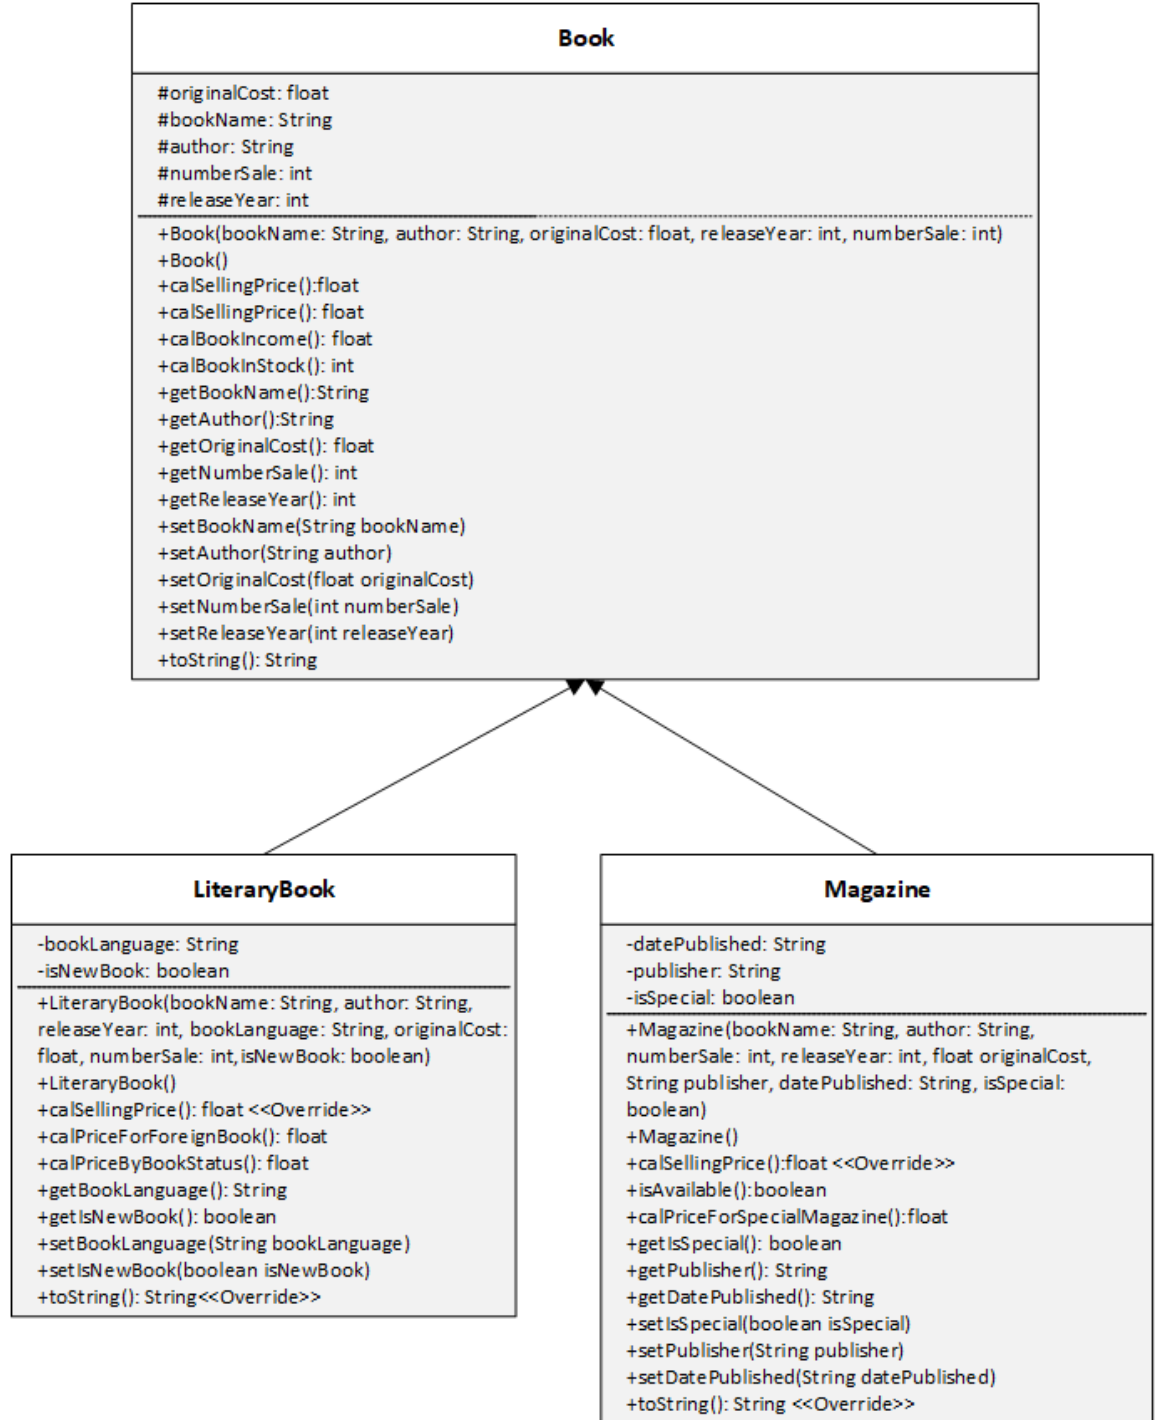 Book
#originalCost: float
#bookName: String
#author: String
#numberSale: int
#releaseYear: int
+Book(bookName: String, author: String, originalCost: float, releaseYear: int, numberSale: int)
+Book()
+calSellingPrice():float
+calSellingPrice(): float
+calBookIncome(): float
+calBookInStock(): int
+getBookName():String
+getAuthor():String
+getOriginalCost(): float
+getNumberSale(): int
+getReleaseYear(): int
+setBookName(String bookName)
+setAuthor(String author)
+setOriginalCost(float originalCost)
+setNumberSale(int numberSale)
+setReleaseYear(int releaseYear)
+toString(): String
LiteraryBook
-bookLanguage: String
-isNewBook: boolean
+LiteraryBook(bookName: String, author: String,
releaseYear: int, bookLanguage: String, originalCost:
float, numberSale: int,isNewBook: boolean)
+LiteraryBook()
+calSellingPrice(): float <<Override>>
+calPriceForForeignBook(): float
+calPriceByBookStatus(): float
+getBookLanguage(): String
+getIsNewBook(): boolean
+setBookLanguage(String bookLanguage)
+setIsNewBook(boolean isNewBook)
+toString(): String<<Override>>
Magazine
-datePublished: String
-publisher: String
-isSpecial: boolean
+Magazine(bookName: String, author: String,
numberSale: int, releaseYear: int, float originalCost,
String publisher, datePublished: String, isSpecial:
boolean)
+Magazine()
+calSellingPrice():float <<Override>>
+isAvailable():boolean
+calPriceForSpecialMagazine():float
+getIsSpecial(): boolean
+getPublisher(): String
+getDatePublished(): String
+setIsSpecial(boolean isSpecial)
+setPublisher(String publisher)
+setDatePublished(String datePublished)
+toString(): String <<Override>>